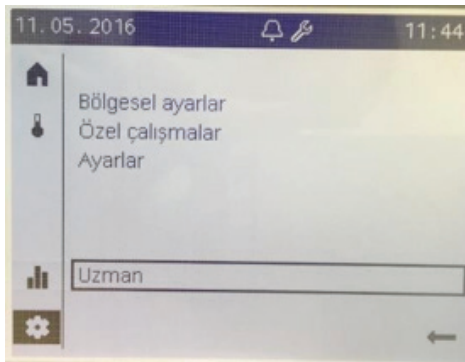 11.05.2016 11:44
Bölgesel ayarlar
Özel çalışmalar
Ayarlar
Uzman